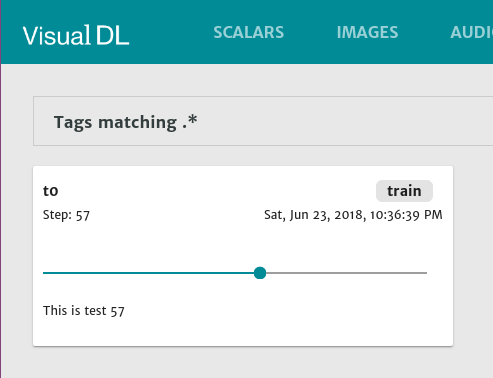 Visual DL
SCALARS IMAGES AUDI
Tags matching .*
to train
Step: 57 Sat, Jun 23, 2018, 10:36:39 PM
This is test 57